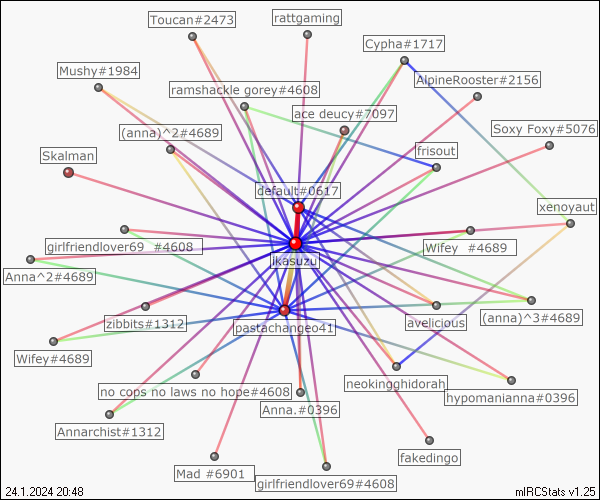 Toucan#2473
rattgaming
Cypha#1717
Mushy#1984
AlpineRooster#2156
ramshackle gorey#4608
ace deucy#7097
(anna)^2#4689
Soxy Foxy#5076
Skalman
frisout
default#0617
xenoyaut
girlfriendlover69 #4608
Wifey #4689
ikasuzu
Anna^2#4689
zibbits#1312
avelicious
(anna)^3#4689
pastachangeo41
Wifey#4689
neokingghidorah
no cops no laws no hope#4608
hypomanianna#0396
Anna.#0396
Annarchist#1312
fakedingo
Mad #6901
girlfriendlover69#4608
24.1.2024 20:48
mIRCStats v1.25